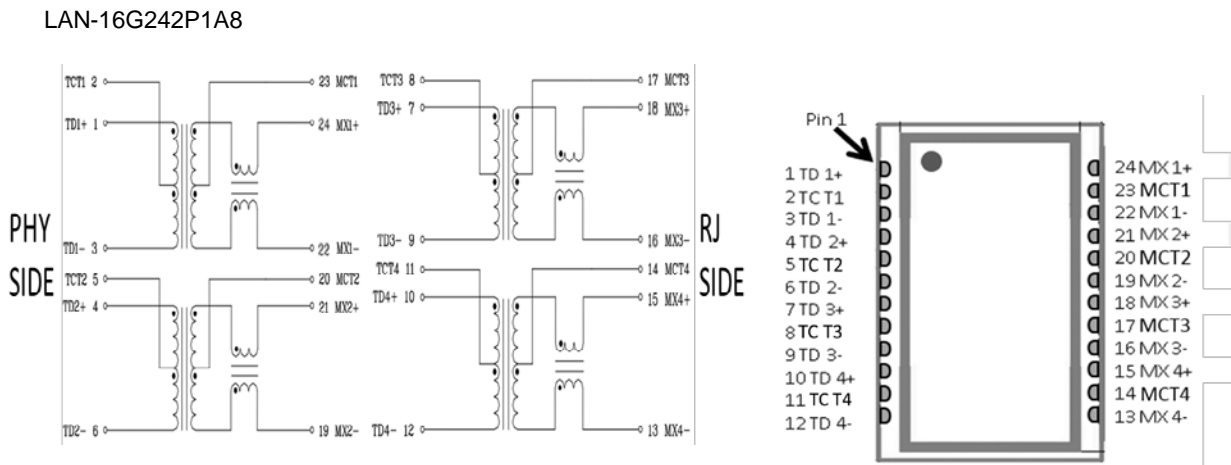 LAN-16G242P1A8
TCT1 2
23 MCT1
TD1+ 1
24 MX1+
TD1- 3
22 MX1-
TCT2 5
20 MCT2
TD2+ 4
21 MX2+
TD2- 6
19 MX2-
PHY
SIDE
TCT3 8
17 MCT3
TD3+ 7
18 MX3+
TD3- 9
16 MX3-
TCT4 11
14 MCT4
TD4+ 10
15 MX4+
TD4- 12
13 MX4-
RJ
SIDE
Pin 1
1 TD 1+
2 TC T1
3 TD 1-
4 TD 2+
5 TC T2
6 TD 2-
7 TD 3+
8 TC T3
9 TD 3-
10 TD 4+
11 TC T4
12 TD 4-
24 MX 1+
23 MCT1
22 MX 1-
21 MX 2+
20 MCT2
19 MX 2-
18 MX 3+
17 MCT3
16 MX 3-
15 MX 4+
14 MCT4
13 MX 4-